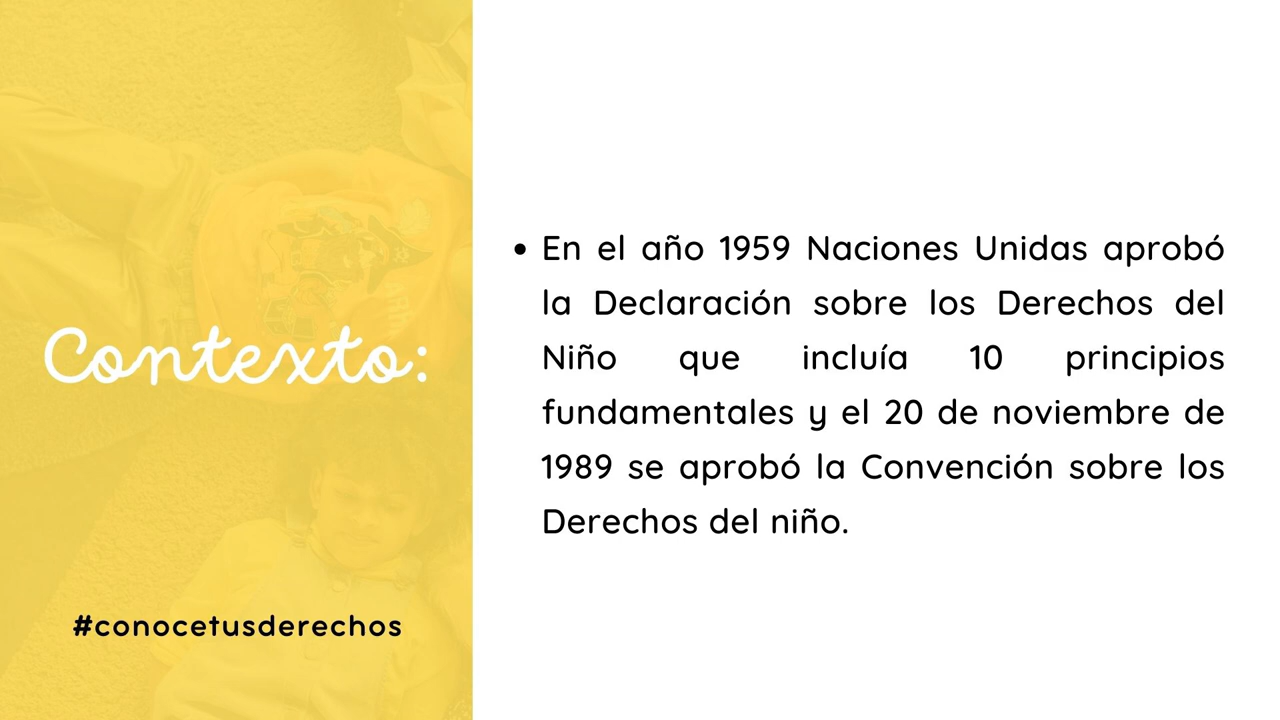 Contexto:
#conocetusderechos
• En el año 1959 Naciones Unidas aprobó
la Declaración sobre los Derechos del
Niño que incluía 10 principios
fundamentales y el 20 de noviembre de
1989 se aprobó la Convención sobre los
Derechos del niño.